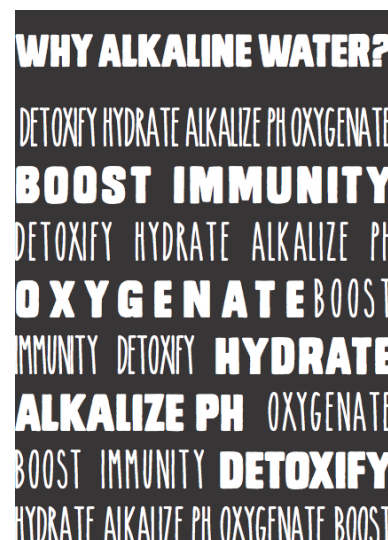 WHY ALKALINE WATER?
DETOXIFY HYDRATE ALKALIZE PH OXYGENATE
BOOST IMMUNITY
DETOXIFY HYDRATE ALKALIZE PH
OXYGENATE BOOST
IMMUNITY DETOXIFY HYDRATE
ALKALIZE PH OXYGENATE
BOOST IMMUNITY DETOXIFY
HYDRATE ALKALIZE PH OXYGENATE BOOST